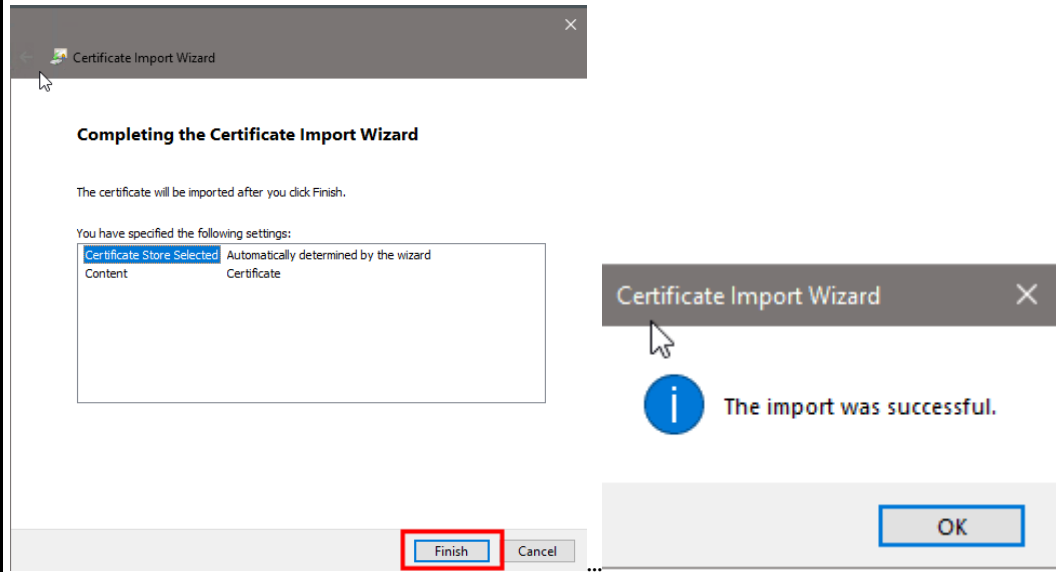 Certificate Import Wizard
Completing the Certificate Import Wizard
The certificate will be imported after you click Finish.
You have specified the following settings:
Certificate Store Selected Automatically determined by the wizard
Content Certificate
Finish Cancel
...
Certificate Import Wizard
The import was successful.
OK